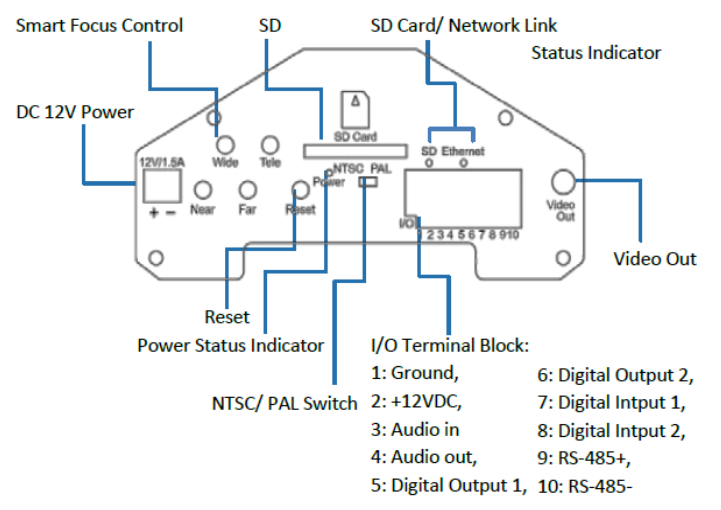 Smart Focus Control
SD
SD Card/ Network Link
Status Indicator
DC 12V Power
SD Card
12V/1.5A
Wide
Tele
SD Ethernet
NTSC PAL
Power
+ -
Near
Far
Reset
Video
Out
I/O
1 2 3 4 5 6 7 8 9 10
Video Out
Reset
Power Status Indicator
NTSC/ PAL Switch
I/O Terminal Block:
1: Ground,
2: +12VDC,
3: Audio in
4: Audio out,
5: Digital Output 1,
6: Digital Output 2,
7: Digital Intput 1,
8: Digital Intput 2,
9: RS-485+,
10: RS-485-